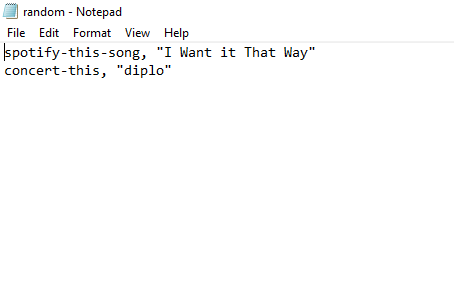 random - Notepad
File Edit Format View Help
spotify-this-song, "I Want it That Way"
concert-this, "diplo"